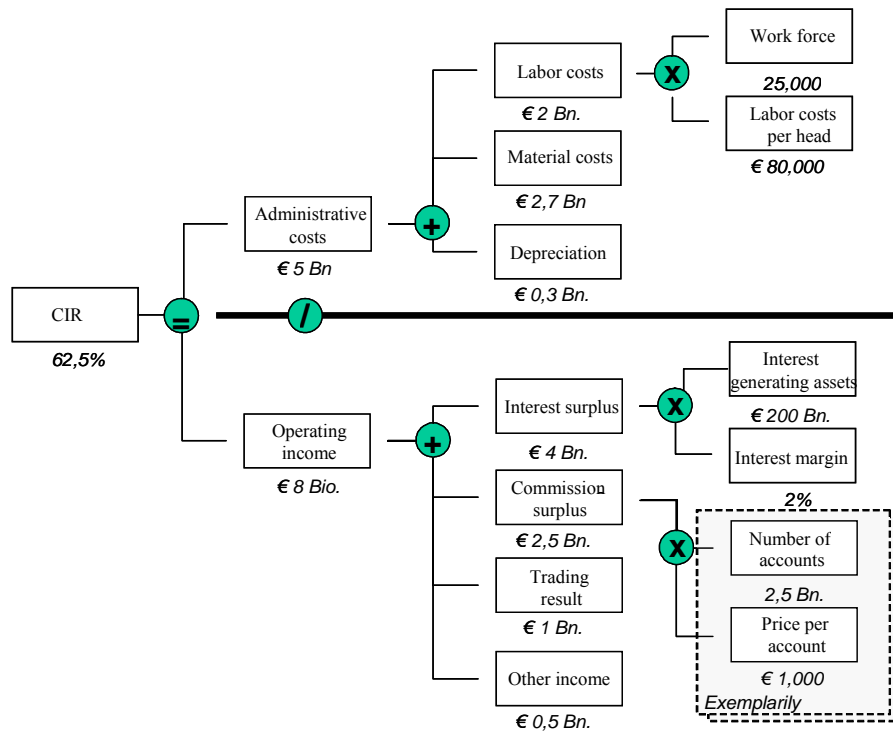 Work force
25,000
Labor costs
€ 2 Bn.
X
Labor costs
per head
€ 80,000
Material costs
€ 2,7 Bn
Administrative
costs
€ 5 Bn
+
Depreciation
€ 0,3 Bn.
CIR
62,5%
=
/
Interest
generating assets
€ 200 Bn.
Interest surplus
€ 4 Bn.
X
Interest margin
2%
Operating
income
€ 8 Bio.
+
Commission
surplus
€ 2,5 Bn.
X
Number of
accounts
2,5 Bn.
Trading
result
€ 1 Bn.
Price per
account
€ 1,000
Exemplarily
Other income
€ 0,5 Bn.